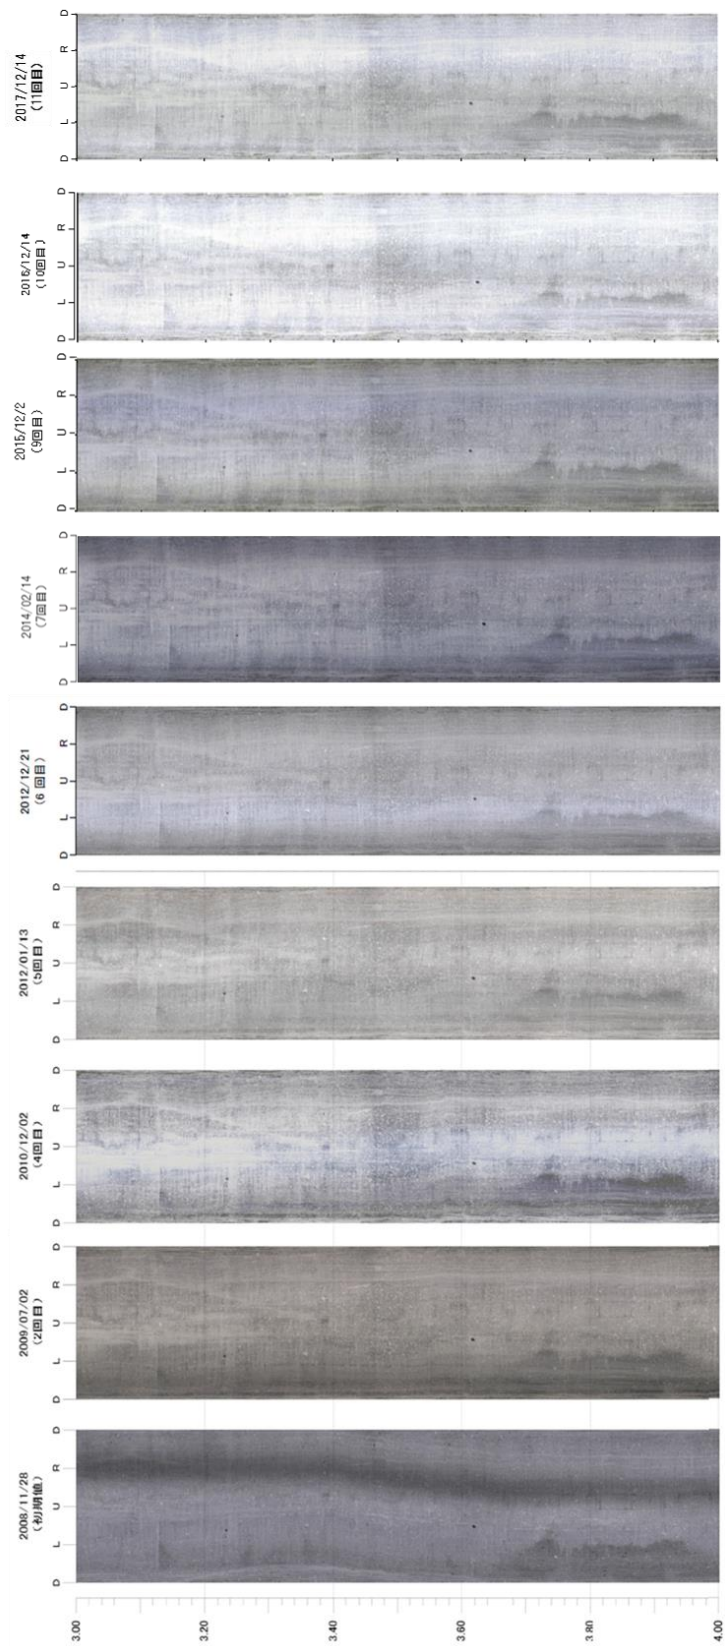 2017/12/14
(11回目)
D
R
U
L
D
2016/12/14
(10回目)
D
R
U
L
D
2015/12/2
(9回目)
D
R
U
L
D
2014/02/14
(7回目)
D
R
U
L
D
2012/12/21
(6 回目)
D
R
U
L
D
2012/01/13
(5回目)
D
R
U
L
D
2010/12/02
(4回目)
D
R
U
L
D
2009/07/02
(2回目)
D
R
U
L
D
2008/11/28
(初期値)
D
R
U
L
D
3.00
3.20
3.40
3.60
3.80
4.00